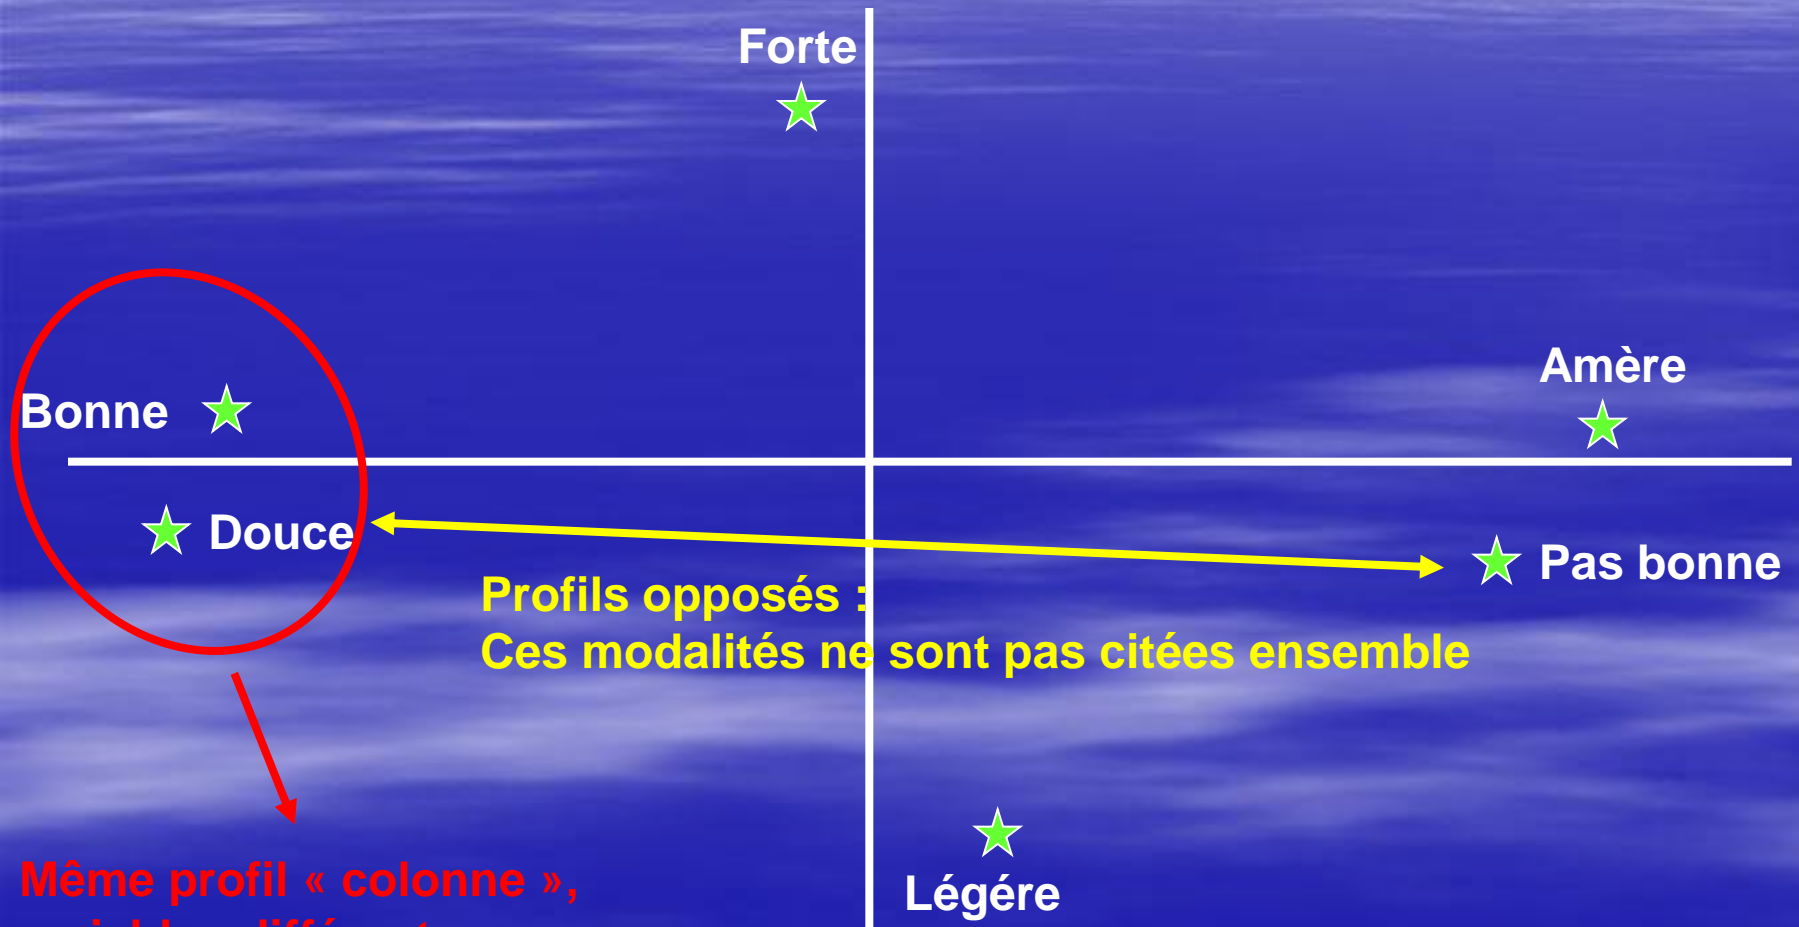 Forte
Amère
Bonne
Douce
Pas bonne
Profils opposés :
Ces modalités ne sont pas citées ensemble
Même profil « colonne »,
Légére